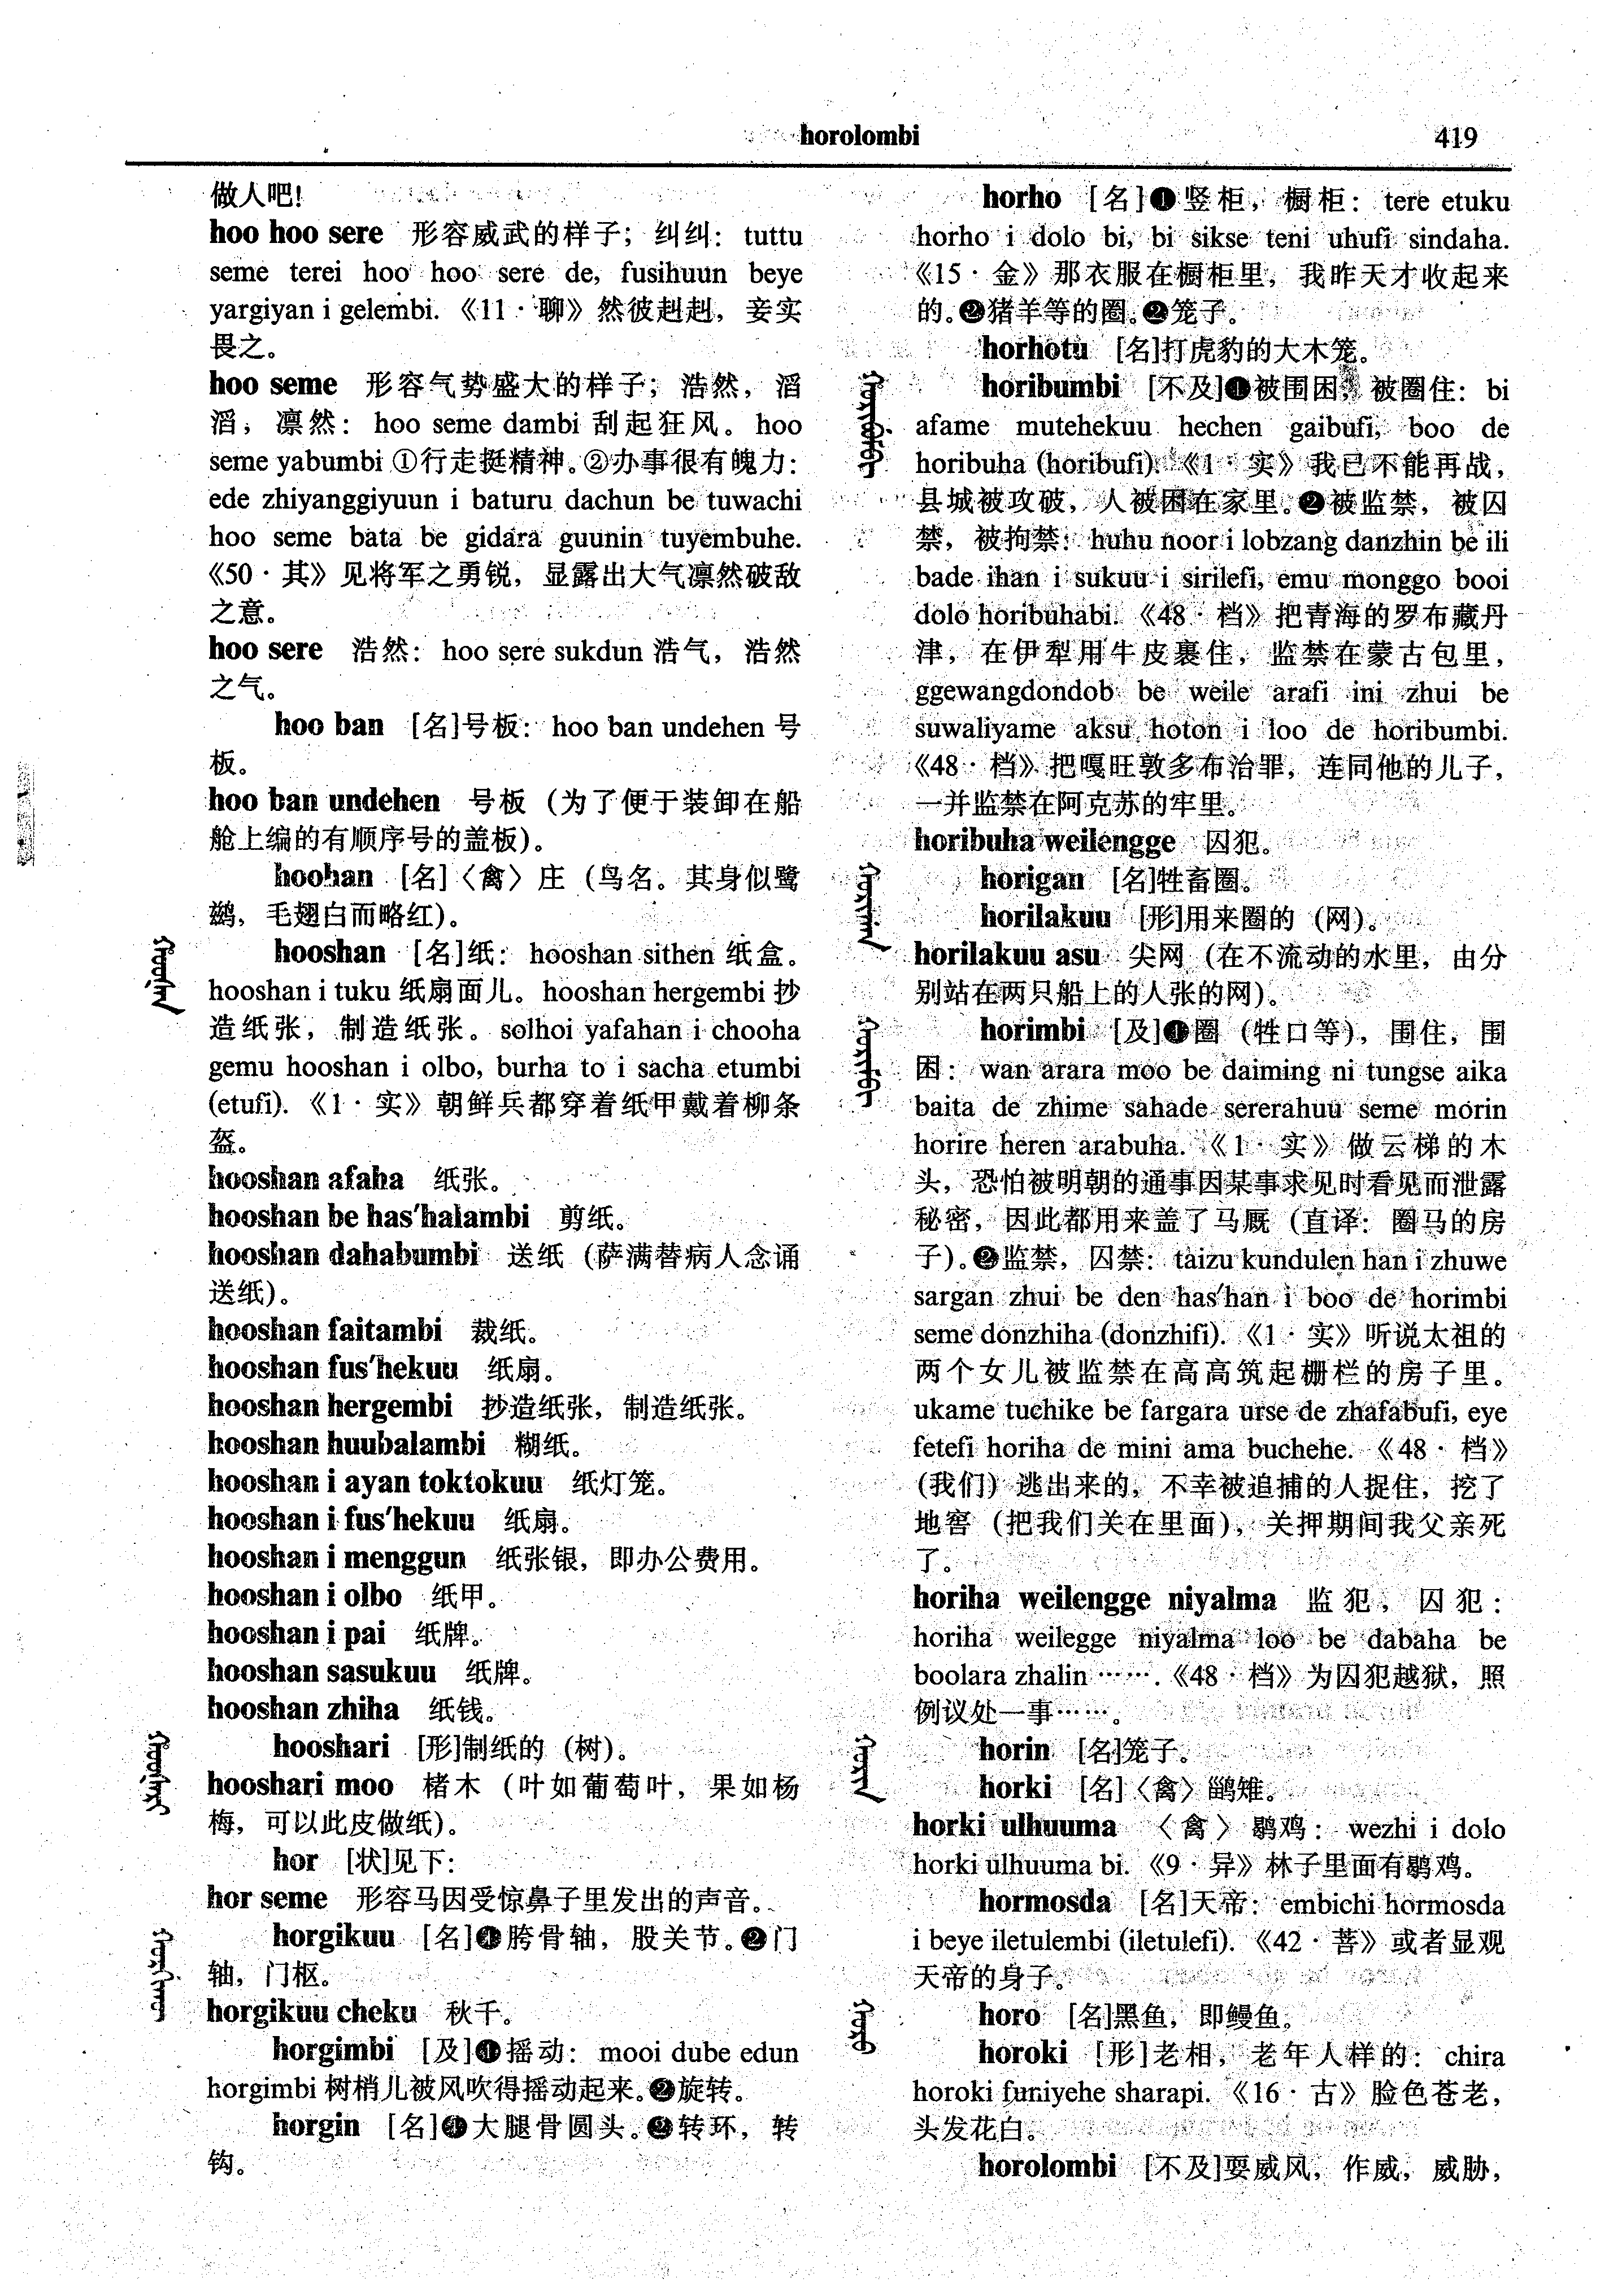 horolombi
419
做人吧!
hoo hoo sere 形容威武的样子; 纠纠: tuttu
seme terei hoo hoo sere de, fusihuun beye
yargiyan i gelembi. 《11·聊》然彼赳赳, 妾实
畏之。
hoo seme 形容气势盛大的样子; 浩然, 滔
滔, 凛然: hoo seme dambi 刮起狂风。hoo
seme yabumbi ①行走挺精神。②办事很有魄力:
ede zhiyanggiyuun i baturu dachun be tuwachi
hoo seme bata be gidara guunin tuyembuhe.
《50·其》见将军之勇锐, 显露出大气凛然破敌
之意。
hoo sere 浩然: hoo sere sukdun 浩气, 浩然
之气。
hoo ban [名]号板: hoo ban undehen 号
板。
hoo ban undehen 号板 (为了便于装卸在船
舱上编的有顺序号的盖板)。
hoohan [名]〈禽〉庄 (鸟名。其身似鹭
鹚, 毛翅白而略红)。
hooshan [名]纸: hooshan sithen 纸盒。
hooshan i tuku 纸扇面儿。hooshan hergembi 抄
造纸张, 制造纸张。solhoi yafahan i chooha
gemu hooshan i olbo, burha to i sacha etumbi
(etufi). 《1·实》朝鲜兵都穿着纸甲戴着柳条
盔。
hooshan afaha 纸张。
hooshan be has'halambi 剪纸。
hooshan dahabumbi 送纸 (萨满替病人念诵
送纸)。
hooshan faitambi 裁纸。
hooshan fus'hekuu 纸扇。
hooshan hergembi 抄造纸张, 制造纸张。
hooshan huubalambi 糊纸。
hooshan i ayan toktokuu 纸灯笼。
hooshan i fus'hekuu 纸扇。
hooshan i menggun 纸张银, 即办公费用。
hooshan i olbo 纸甲。
hooshan i pai 纸牌。
hooshan sasukuu 纸牌。
hooshan zhiha 纸钱。
hooshari [形]制纸的 (树)。
hooshari moo 楮木 (叶如葡萄叶, 果如杨
梅, 可以此皮做纸)。
hor [状]见下:
hor seme 形容马因受惊鼻子里发出的声音。
horgikuu [名]❶胯骨轴, 股关节。❷门
轴, 门枢。
horgikuu cheku 秋千。
horgimbi [及]❶摇动: mooi dube edun
horgimbi 树梢儿被风吹得摇动起来。❷旋转。
horgin [名]❶大腿骨圆头。❷转环, 转
钩。
horho [名]❶竖柜, 橱柜: tere etuku
horho i dolo bi, bi sikse teni uhufi sindaha.
《15·金》那衣服在橱柜里, 我昨天才收起来
的。❷猪羊等的圈。❷笼子。
horhotu [名]打虎豹的大木笼。
horibumbi [不及]❶被围困, 被圈住: bi
afame mutehekuu hechen gaibufi, boo de
horibuha (horibufi). 《1·实》我已不能再战,
县城被攻破, 人被困在家里。❷被监禁, 被囚
禁, 被拘禁: huhu noor i lobzang danzhin be ili
bade ihan i sukuu i sirilefi, emu monggo booi
dolo horibuhabi. 《48·档》把青海的罗布藏丹
津, 在伊犁用牛皮裹住, 监禁在蒙古包里,
ggewangdondob be weile arafi ini zhui be
suwaliyame aksu hoton i loo de horibumbi.
《48·档》把嘎旺敦多布治罪, 连同他的儿子,
一并监禁在阿克苏的牢里。
horibuha weilengge 囚犯。
horigan [名]牲畜圈。
horilakuu [形]用来圈的 (网)。
horilakuu asu 尖网 (在不流动的水里, 由分
别站在两只船上的人张的网)。
horimbi [及]❶圈 (牲口等), 围住, 围
困: wan arara moo be daiming ni tungse aika
baita de zhime sahade sererahuu seme morin
horire heren arabuha. 《1·实》做云梯的木
头, 恐怕被明朝的通事因某事求见时看见而泄露
秘密, 因此都用来盖了马厩 (直译: 圈马的房
子)。❷监禁, 囚禁: taizu kundulen han i zhuwe
sargan zhui be den has'han i boo de horimbi
seme donzhiha (donzhifi). 《1·实》听说太祖的
两个女儿被监禁在高高筑起栅栏的房子里。
ukame tuchike be fargara urse de zhafabufi, eye
fetefi horiha de mini ama buchehe. 《48·档》
(我们) 逃出来的, 不幸被追捕的人捉住, 挖了
地窖 (把我们关在里面), 关押期间我父亲死
了。
horiha weilengge niyalma 监犯, 囚犯:
horiha weilegge niyalma loo be dabaha be
boolara zhalin ……. 《48·档》为囚犯越狱, 照
例议处一事……。
horin [名]笼子。
horki [名]〈禽〉鹠雉。
horki ulhuuma 〈禽〉鹖鸡: wezhi i dolo
horki ulhuuma bi. 《9·异》林子里面有鹖鸡。
hormosda [名]天帝: embichi hormosda
i beye iletulembi (iletulefi). 《42·菩》或者显观
天帝的身子。
horo [名]黑鱼, 即鳗鱼。
horoki [形]老相, 老年人样的: chira
horoki funiyehe sharapi. 《16·古》脸色苍老,
头发花白。
horolombi [不及]耍威风, 作威, 威胁,